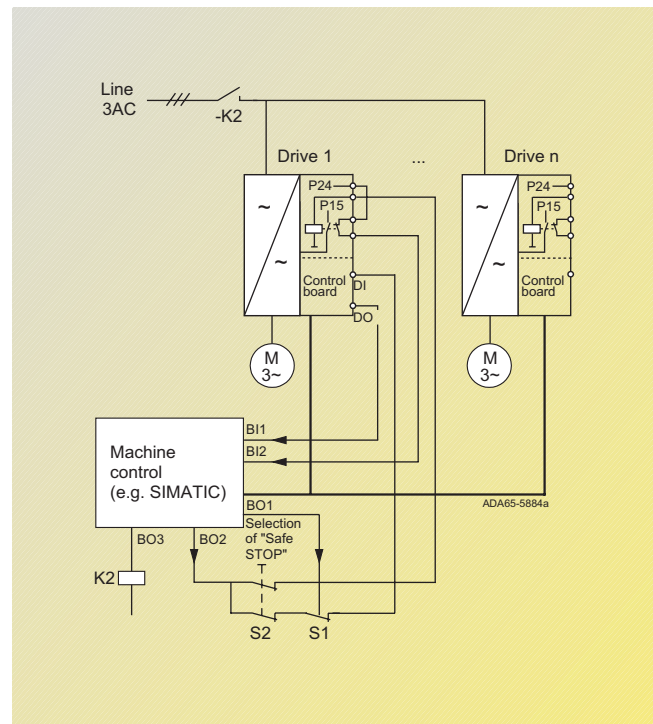 Line
3AC
-K2
Drive 1
...
Drive n
P24
P15
~
~
Control
board
DI
DO
M
3~
P24
P15
~
~
Control
board
M
3~
Machine
control
(e.g. SIMATIC)
BI1
BI2
BO1
ADA65-5884a
Selection
of "Safe
STOP"
BO3
BO2
K2
S2
S1